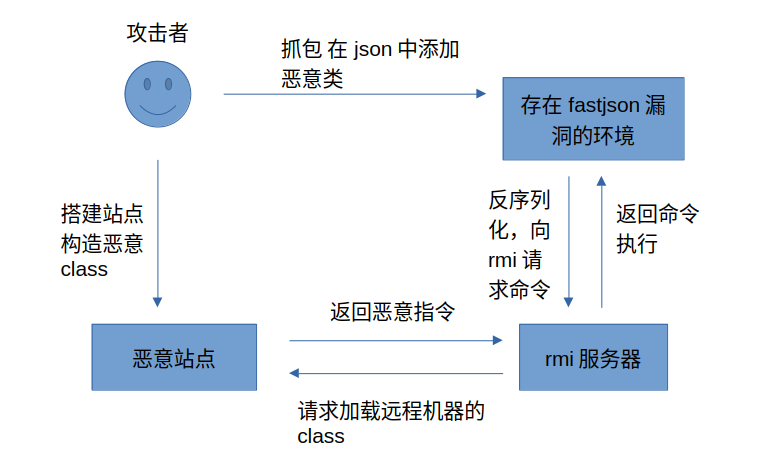 攻击者
抓包 在 json 中添加
恶意类
存在 fastjson 漏
洞的环境
搭建站点
构造恶意
class
反序列
化，向
rmi 请
求命令
返回命令
执行
返回恶意指令
恶意站点
rmi 服务器
请求加载远程机器的
class